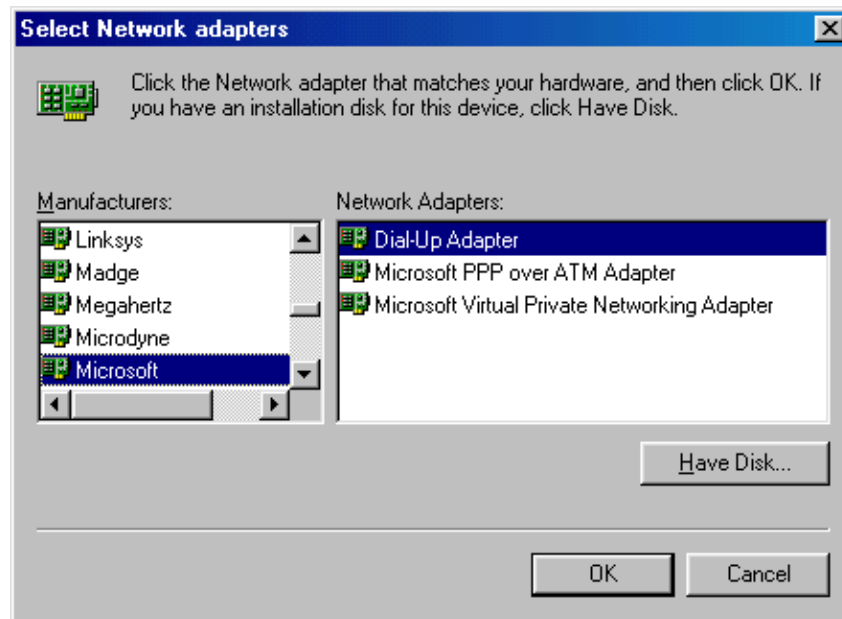 Select Network adapters
Click the Network adapter that matches your hardware, and then click OK. If
you have an installation disk for this device, click Have Disk.
Manufacturers:
Linksys
Madge
Megahertz
Microdyne
Microsoft
Network Adapters:
Dial-Up Adapter
Microsoft PPP over ATM Adapter
Microsoft Virtual Private Networking Adapter
Have Disk...
OK
Cancel